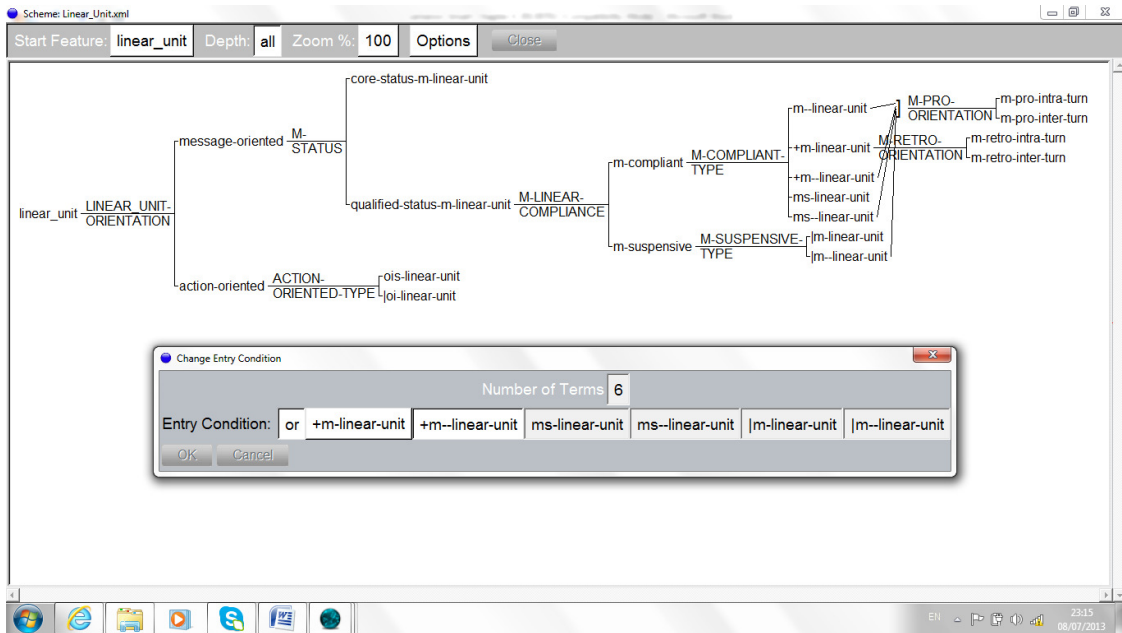 Scheme: Linear_Unit.xml
Start Feature: linear_unit Depth: all Zoom %: 100 Options Close
core-status-m-linear-unit
m--linear-unit ] M-PRO-ORIENTATION m-pro-intra-turn
m-pro-inter-turn
message-oriented M-STATUS
+m-linear-unit M-RETRO-ORIENTATION m-retro-intra-turn
m-retro-inter-turn
m-compliant M-COMPLIANT-TYPE
+m--linear-unit
linear_unit LINEAR_UNIT-ORIENTATION
qualified-status-m-linear-unit M-LINEAR-COMPLIANCE
ms-linear-unit
ms--linear-unit
m-suspensive M-SUSPENSIVE-TYPE |m-linear-unit
|m--linear-unit
action-oriented ACTION-ORIENTED-TYPE ois-linear-unit
|oi-linear-unit
Change Entry Condition
Number of Terms 6
Entry Condition: or +m-linear-unit +m--linear-unit ms-linear-unit ms--linear-unit |m-linear-unit |m--linear-unit
OK Cancel
EN 23:15
08/07/2013